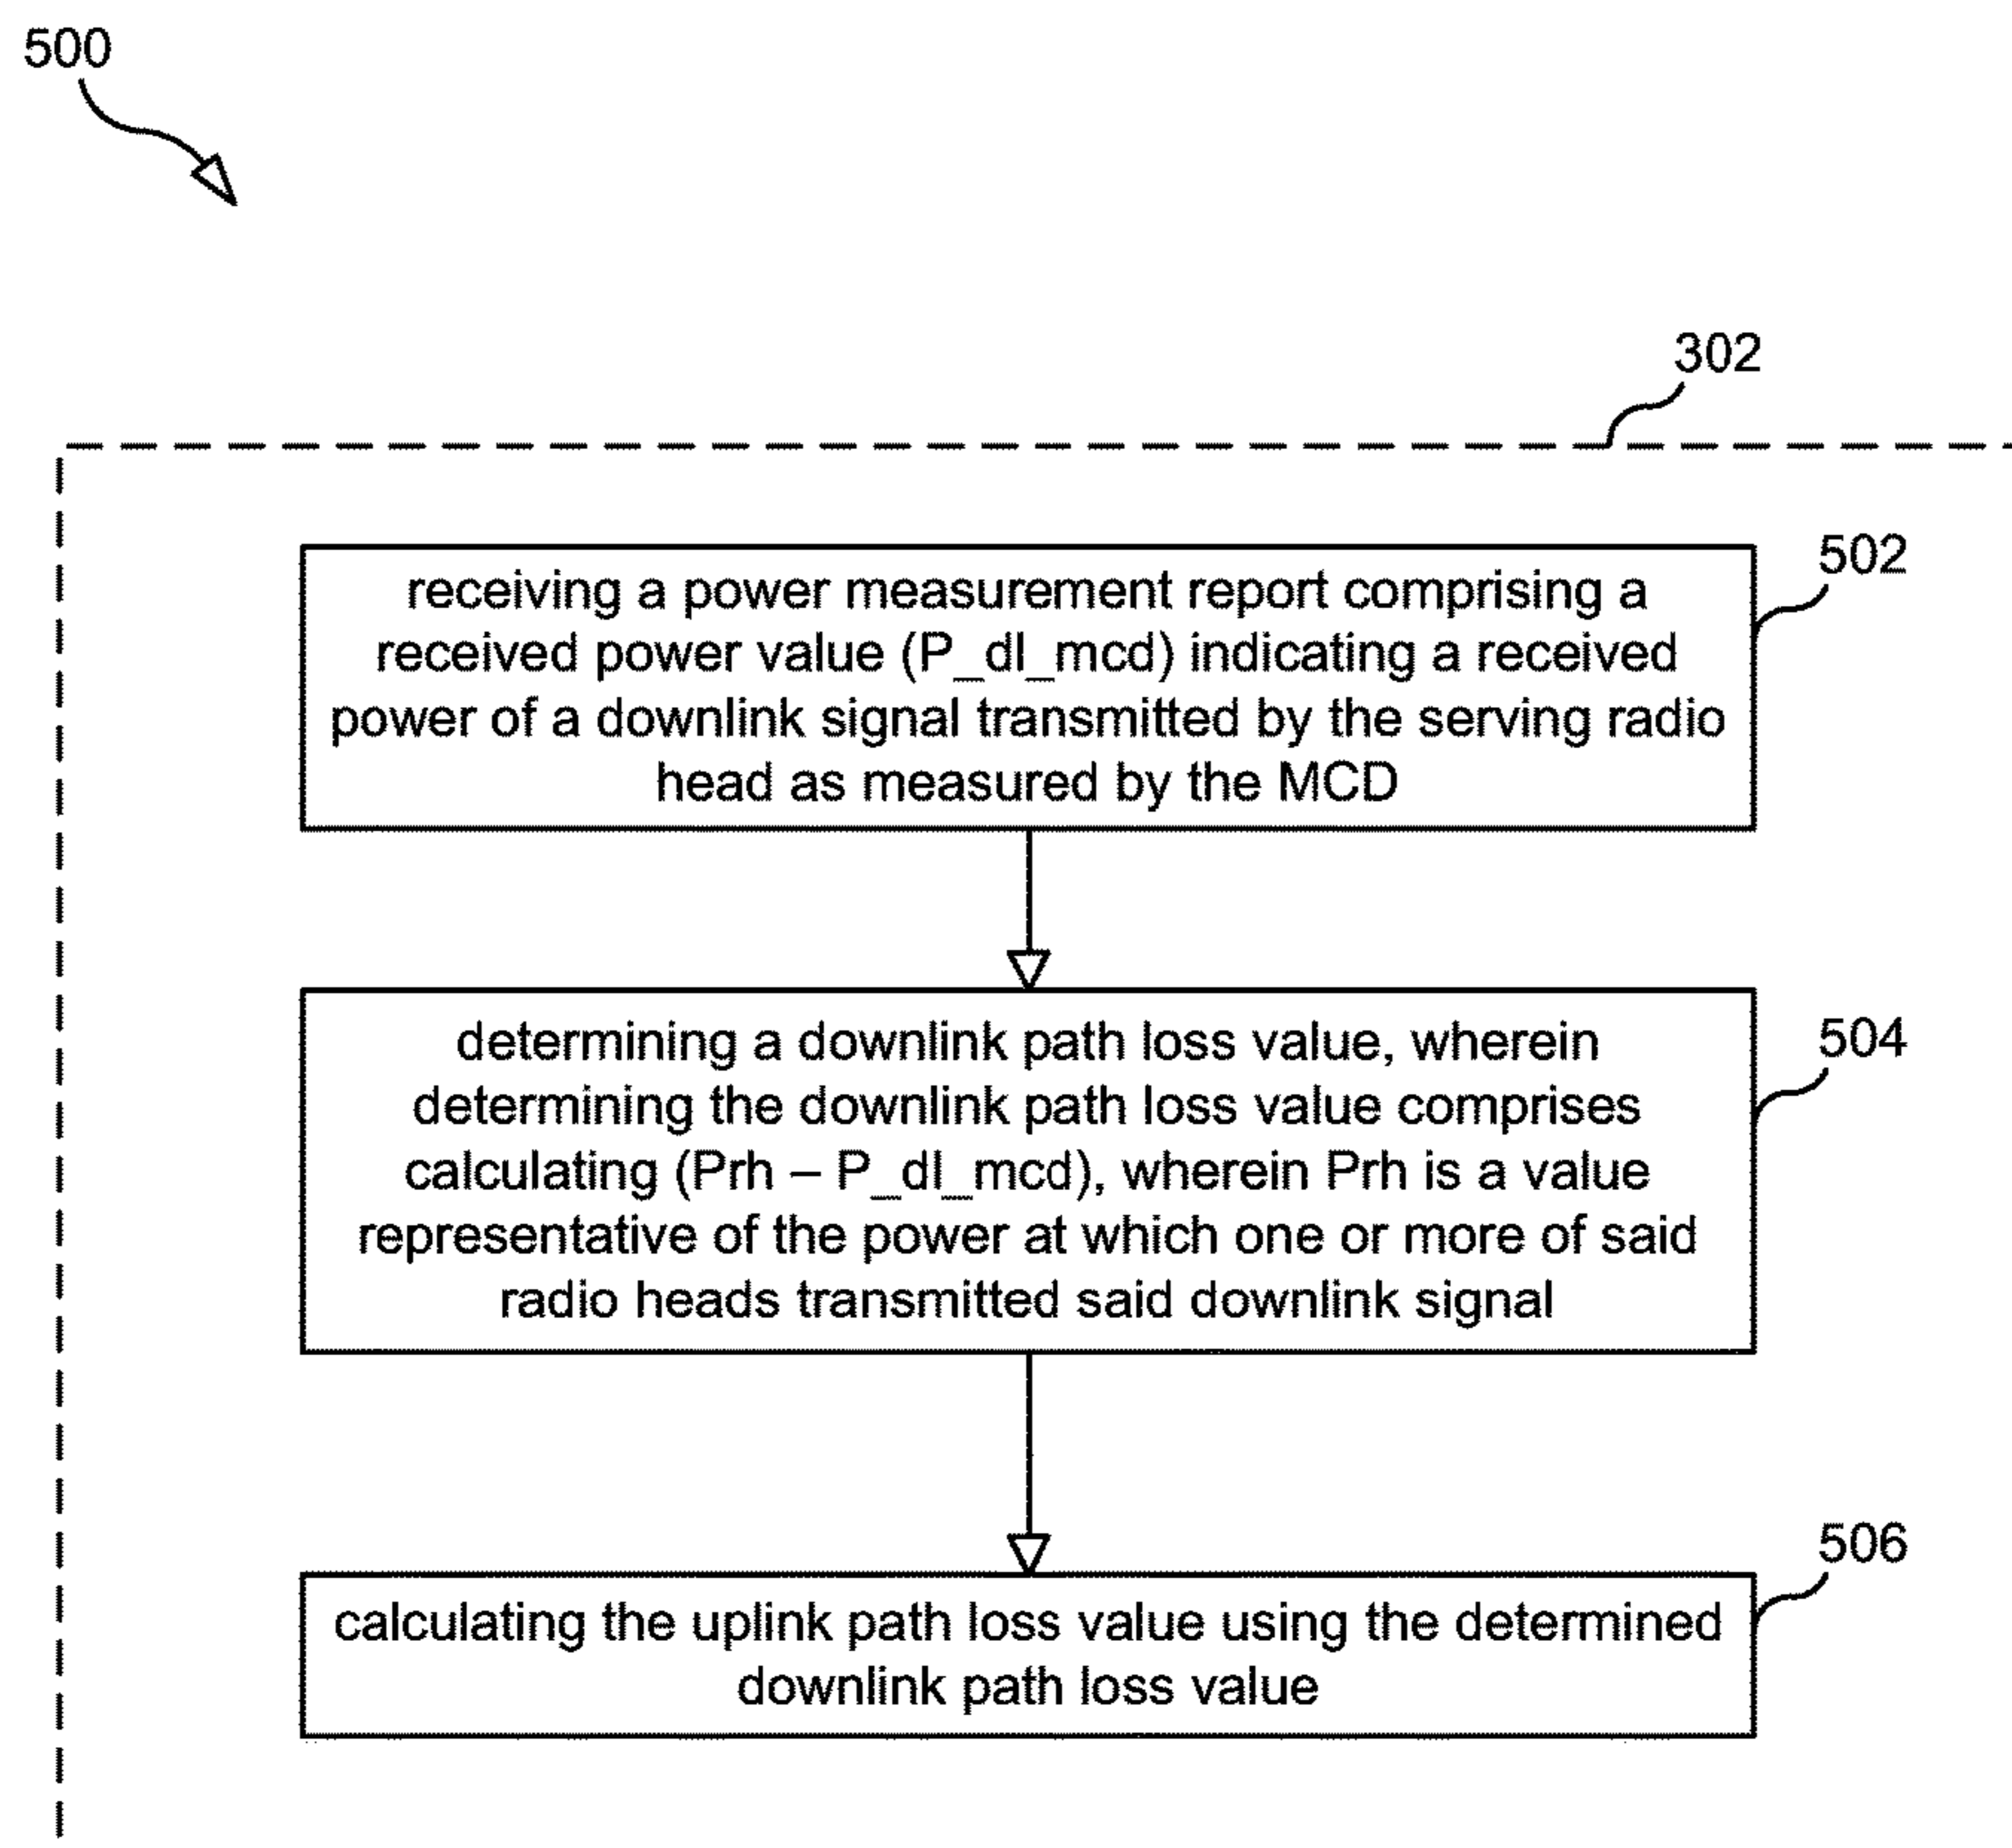 500
302
502
receiving a power measurement report comprising a
received power value (P_dl_mcd) indicating a received
power of a downlink signal transmitted by the serving radio
head as measured by the MCD
504
determining a downlink path loss value, wherein
determining the downlink path loss value comprises
calculating (Prh – P_dl_mcd), wherein Prh is a value
representative of the power at which one or more of said
radio heads transmitted said downlink signal
506
calculating the uplink path loss value using the determined
downlink path loss value